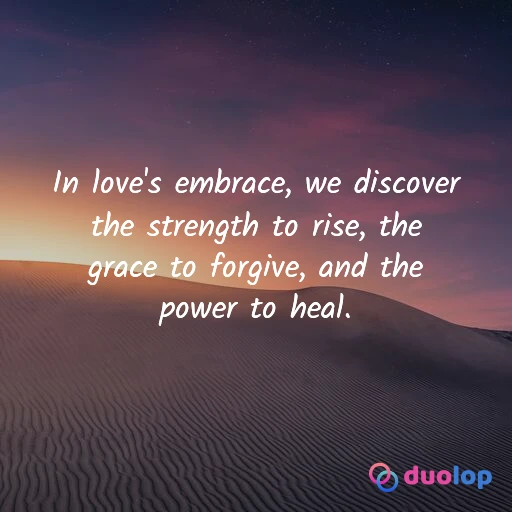 In love's embrace, we discover
the strength to rise, the
grace to forgive, and the
power to heal.
duolop